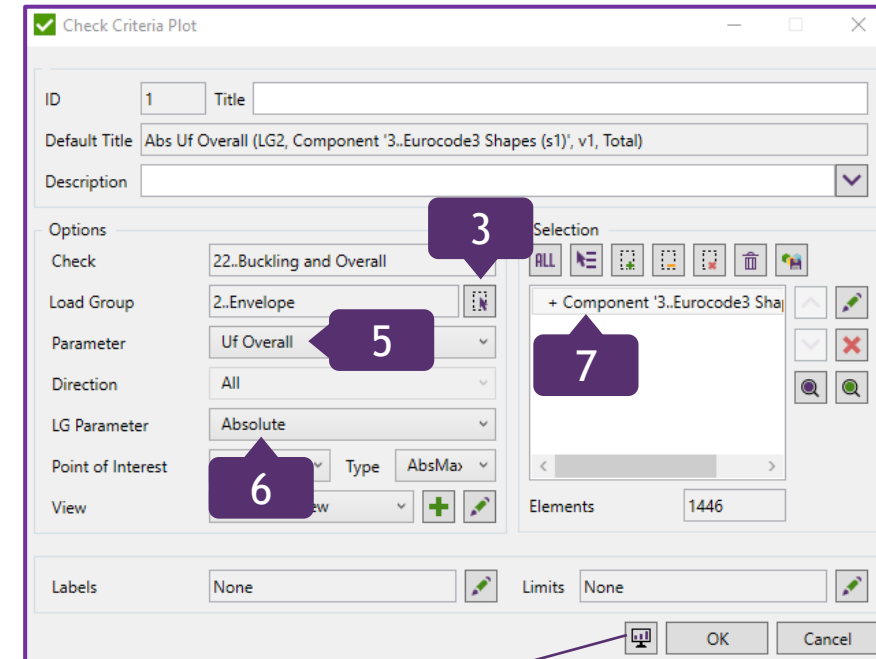 Check Criteria Plot
ID 1 Title
Default Title Abs Uf Overall (LG2, Component '3..Eurocode3 Shapes (s1)', v1, Total)
Description
Options
Check 22..Buckling and Overall
Load Group 2..Envelope
3
Parameter Uf Overall
5
Direction All
LG Parameter Absolute
Point of Interest Type AbsMax
6
View
Labels None
Selection
ALL
+ Component '3..Eurocode3 Shap
7
Elements 1446
Limits None
OK Cancel